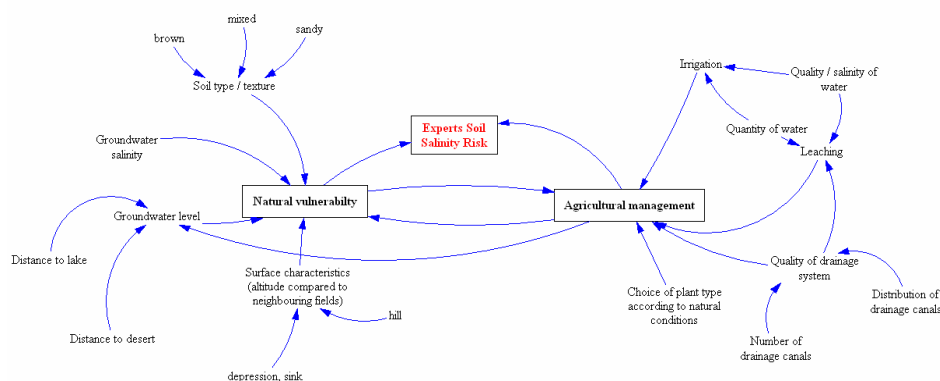 mixed
brown
sandy
Soil type / texture
Irrigation
Quality / salinity of
water
Groundwater
salinity
Experts Soil
Salinity Risk
Quantity of water
Leaching
Natural vulnerabilty
Agricultural management
Groundwater level
Distance to lake
Surface characteristics
(altitude compared to
neighbouring fields)
Quality of drainage
system
Choice of plant type
according to natural
conditions
Distribution of
drainage canals
hill
Distance to desert
Number of
drainage canals
depression, sink